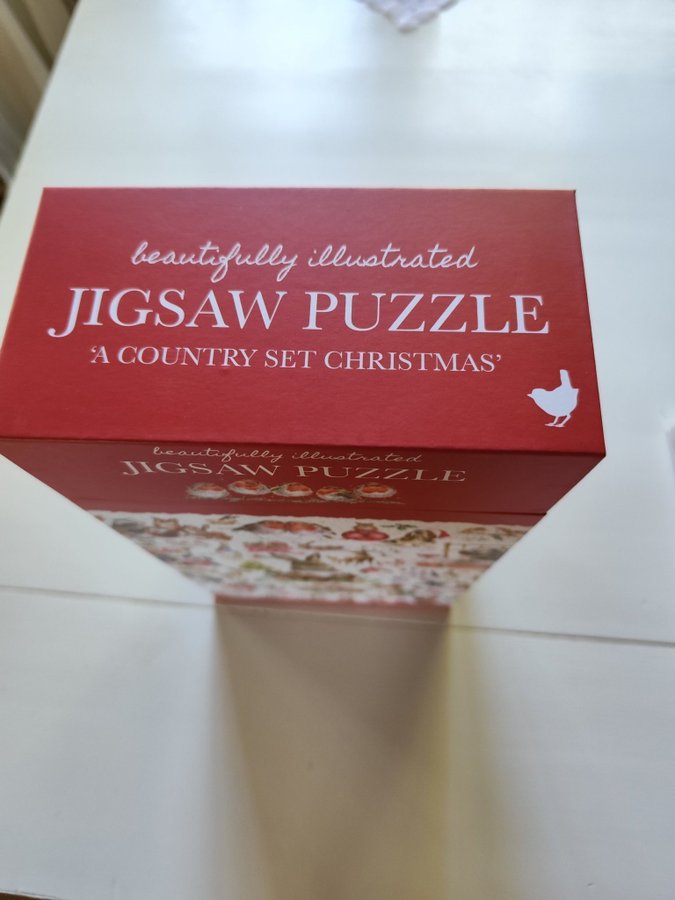 beautifully illustrated
JIGSAW PUZZLE
‘A COUNTRY SET CHRISTMAS’
beautifully illustrated
JIGSAW PUZZLE